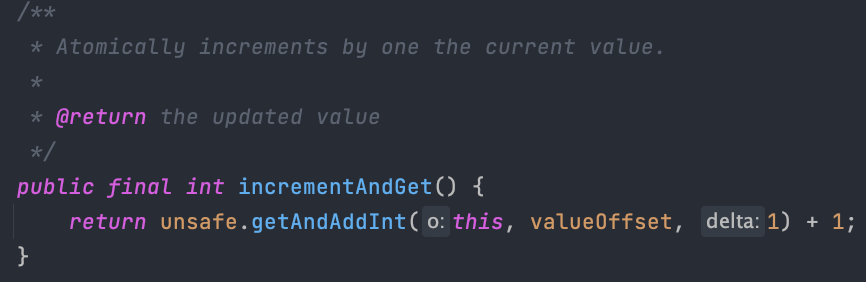 /**
 * Atomically increments by one the current value.
 *
 * @return the updated value
 */
public final int incrementAndGet() {
    return unsafe.getAndAddInt( o: this, valueOffset, delta: 1) + 1;
}